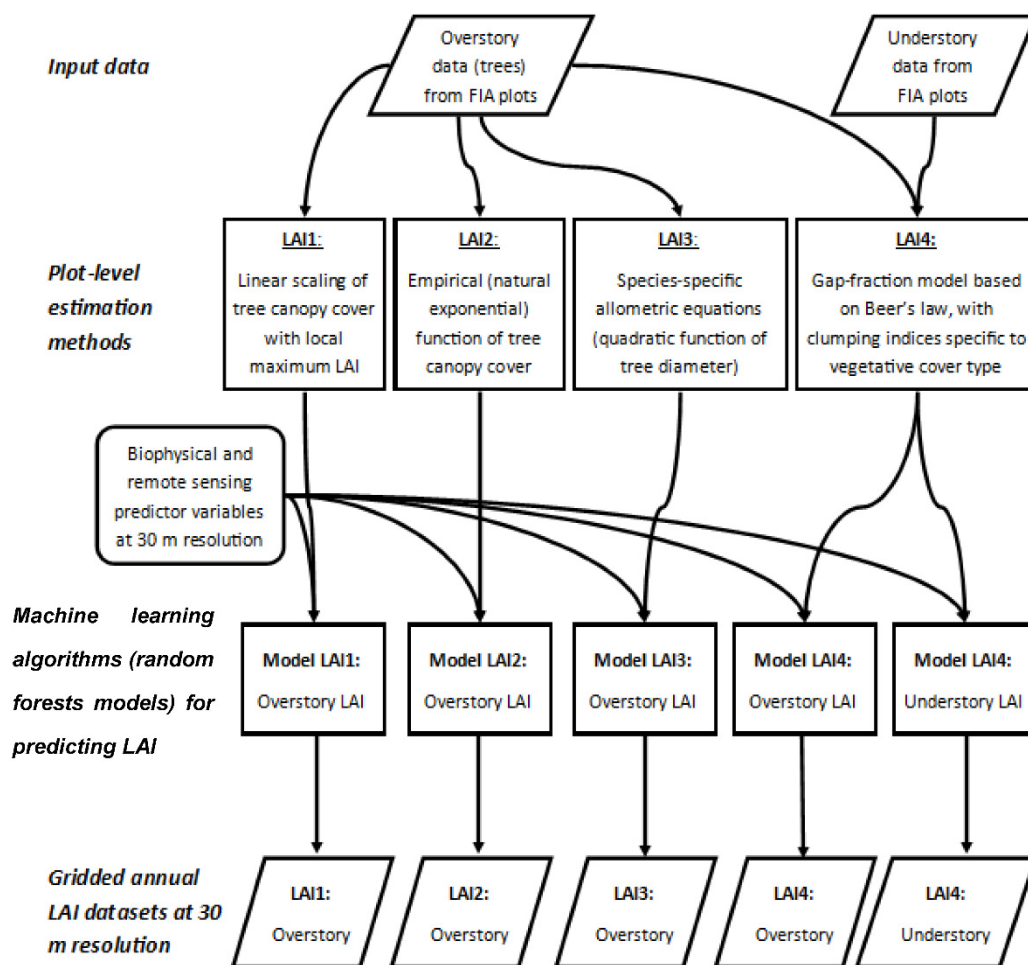 Input data
Overstory
data (trees)
from FIA plots
Understory
data from
FIA plots
Plot-level
estimation
methods
LAI1:
Linear scaling of
tree canopy cover
with local
maximum LAI
LAI2:
Empirical (natural
exponential)
function of tree
canopy cover
LAI3:
Species-specific
allometric equations
(quadratic function of
tree diameter)
LAI4:
Gap-fraction model based
on Beer's law, with
clumping indices specific to
vegetative cover type
Biophysical and
remote sensing
predictor variables
at 30 m resolution
Machine learning
algorithms (random
forests models) for
predicting LAI
Model LAI1:
Overstory LAI
Model LAI2:
Overstory LAI
Model LAI3:
Overstory LAI
Model LAI4:
Overstory LAI
Model LAI4:
Understory LAI
Gridded annual
LAI datasets at 30
m resolution
LAI1:
Overstory
LAI2:
Overstory
LAI3:
Overstory
LAI4:
Overstory
LAI4:
Understory